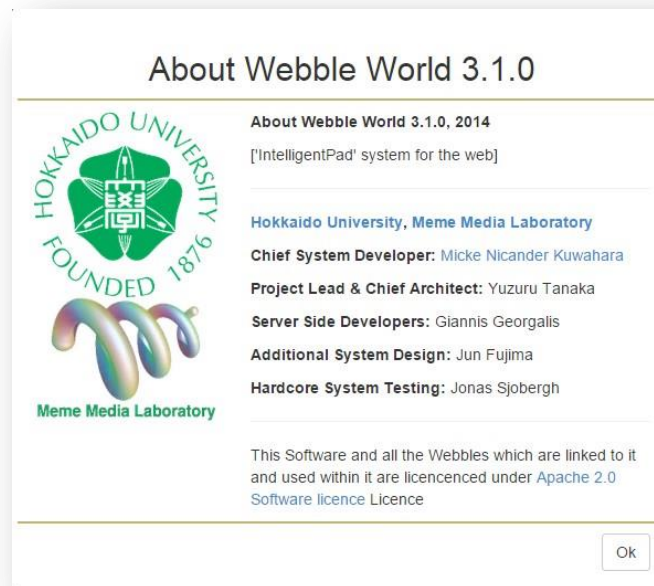 About Webble World 3.1.0
HOKKAIDO UNIVERSITY
FOUNDED 1876
大學
Meme Media Laboratory
About Webble World 3.1.0, 2014
['IntelligentPad' system for the web]
Hokkaido University, Meme Media Laboratory
Chief System Developer: Micke Nicander Kuwahara
Project Lead & Chief Architect: Yuzuru Tanaka
Server Side Developers: Giannis Georgalis
Additional System Design: Jun Fujima
Hardcore System Testing: Jonas Sjobergh
This Software and all the Webbles which are linked to it
and used within it are licencenced under Apache 2.0
Software licence Licence
Ok